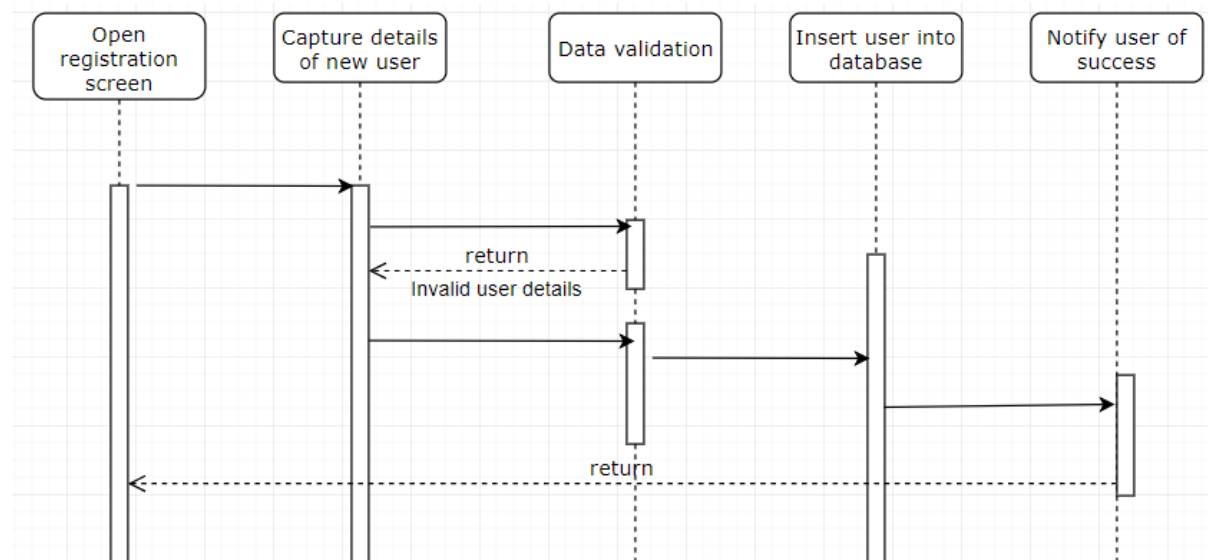 Open
registration
screen
Capture details
of new user
Data validation
Insert user into
database
Notify user of
success
return
Invalid user details
return